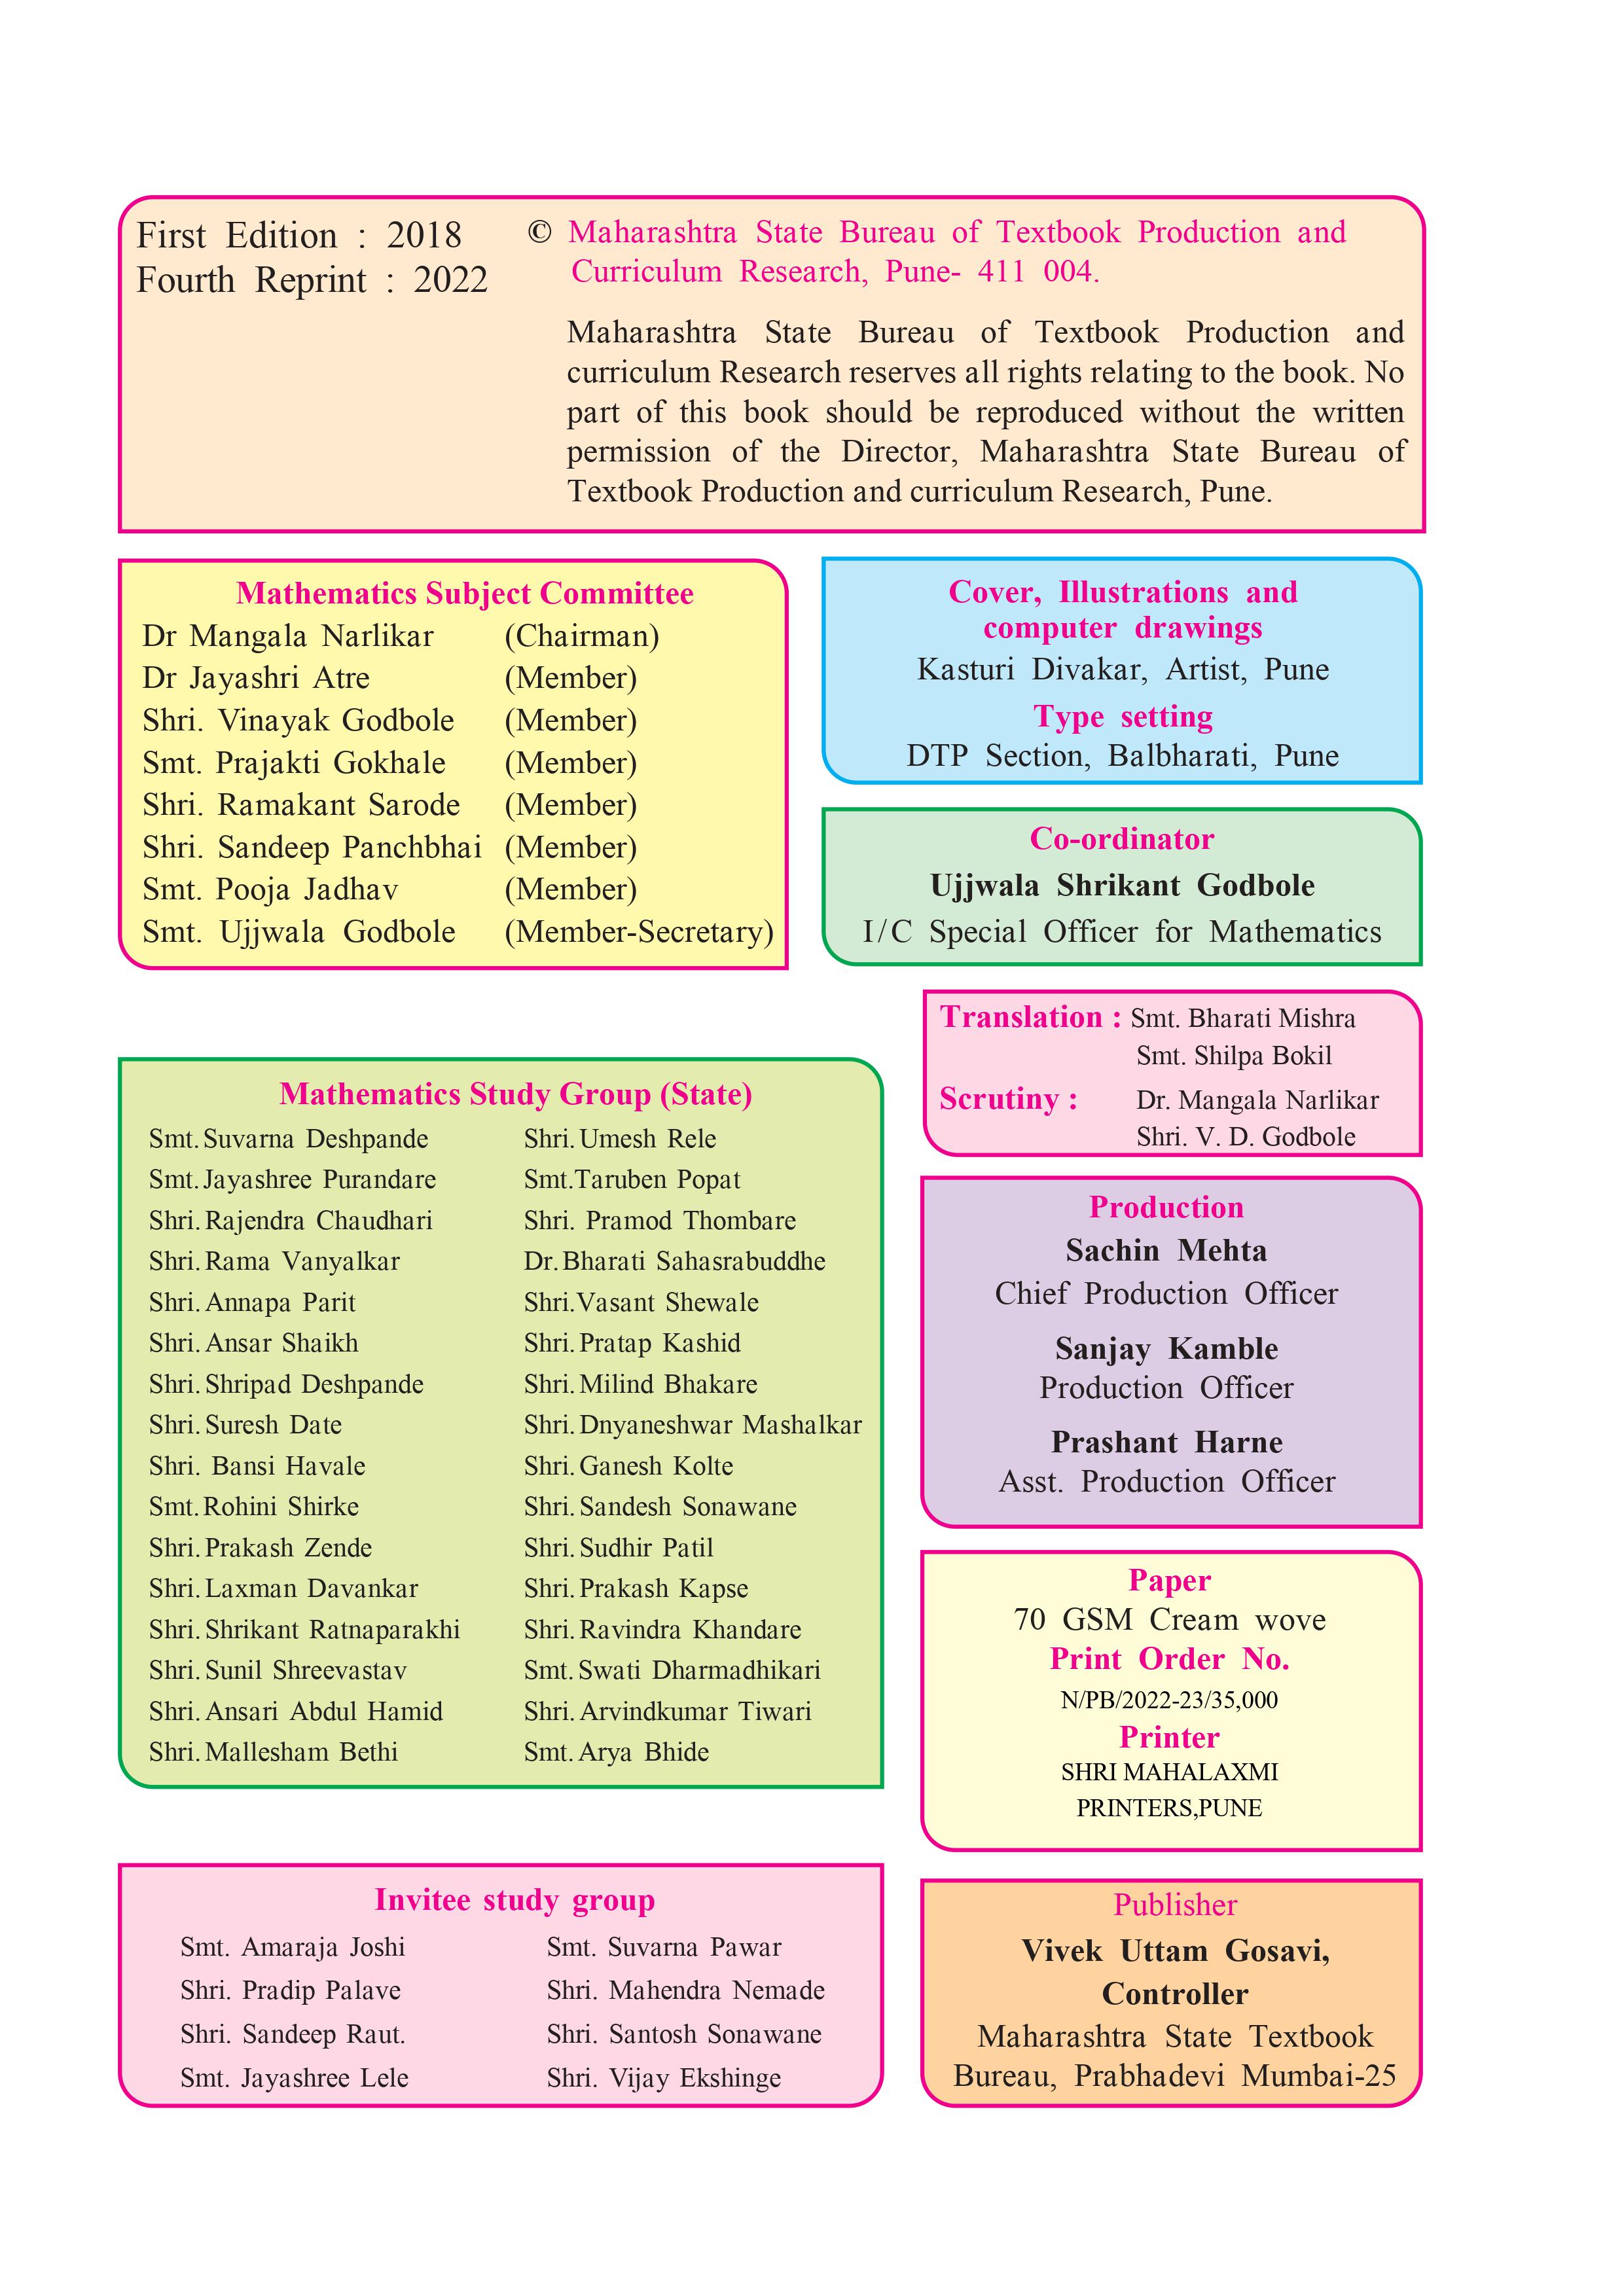 First Edition : 2018
Fourth Reprint : 2022
© Maharashtra State Bureau of Textbook Production and
Curriculum Research, Pune- 411 004.
Maharashtra State Bureau of Textbook Production and
curriculum Research reserves all rights relating to the book. No
part of this book should be reproduced without the written
permission of the Director, Maharashtra State Bureau of
Textbook Production and curriculum Research, Pune.
Mathematics Subject Committee
Dr Mangala Narlikar (Chairman)
Dr Jayashri Atre (Member)
Shri. Vinayak Godbole (Member)
Smt. Prajakti Gokhale (Member)
Shri. Ramakant Sarode (Member)
Shri. Sandeep Panchbhai (Member)
Smt. Pooja Jadhav (Member)
Smt. Ujjwala Godbole (Member-Secretary)
Cover, Illustrations and
computer drawings
Kasturi Divakar, Artist, Pune
Type setting
DTP Section, Balbharati, Pune
Co-ordinator
Ujjwala Shrikant Godbole
I/C Special Officer for Mathematics
Translation : Smt. Bharati Mishra
Smt. Shilpa Bokil
Scrutiny : Dr. Mangala Narlikar
Shri. V. D. Godbole
Mathematics Study Group (State)
Smt. Suvarna Deshpande Shri. Umesh Rele
Smt. Jayashree Purandare Smt.Taruben Popat
Shri. Rajendra Chaudhari Shri. Pramod Thombare
Shri. Rama Vanyalkar Dr. Bharati Sahasrabuddhe
Shri. Annapa Parit Shri.Vasant Shewale
Shri. Ansar Shaikh Shri. Pratap Kashid
Shri. Shripad Deshpande Shri. Milind Bhakare
Shri. Suresh Date Shri. Dnyaneshwar Mashalkar
Shri. Bansi Havale Shri. Ganesh Kolte
Smt. Rohini Shirke Shri. Sandesh Sonawane
Shri. Prakash Zende Shri. Sudhir Patil
Shri. Laxman Davankar Shri. Prakash Kapse
Shri. Shrikant Ratnaparakhi Shri. Ravindra Khandare
Shri. Sunil Shreevastav Smt. Swati Dharmadhikari
Shri. Ansari Abdul Hamid Shri. Arvindkumar Tiwari
Shri. Mallesham Bethi Smt. Arya Bhide
Production
Sachin Mehta
Chief Production Officer
Sanjay Kamble
Production Officer
Prashant Harne
Asst. Production Officer
Paper
70 GSM Cream wove
Print Order No.
N/PB/2022-23/35,000
Printer
SHRI MAHALAXMI
PRINTERS,PUNE
Invitee study group
Smt. Amaraja Joshi Smt. Suvarna Pawar
Shri. Pradip Palave Shri. Mahendra Nemade
Shri. Sandeep Raut. Shri. Santosh Sonawane
Smt. Jayashree Lele Shri. Vijay Ekshinge
Publisher
Vivek Uttam Gosavi,
Controller
Maharashtra State Textbook
Bureau, Prabhadevi Mumbai-25